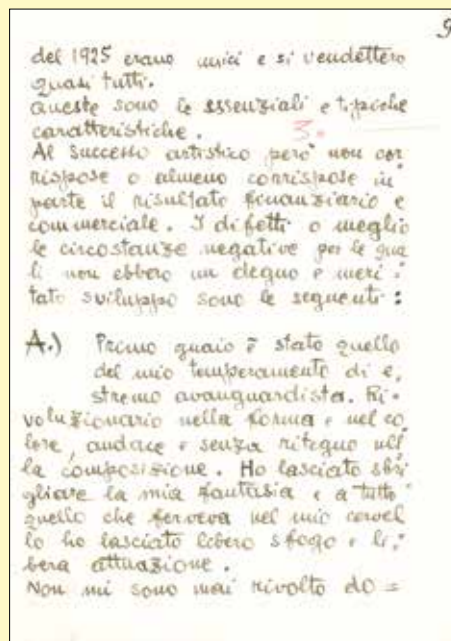 9
del 1925 erano unici e si vendettero
quasi tutti.
Queste sono le essenziali e tipiche
caratteristiche.
3.
Al successo artistico però non cor
rispose o almeno corrispose in
parte il risultato finanziario e
commerciale. I difetti o meglio
le circostanze negative per le qua
li non ebbero un degno e meri =
tato sviluppo sono le seguenti:
A.) Primo guaio è stato quello
del mio temperamento di e,
stremo avanguardista. Ri=
voluzionario nella forma e nel co
lore, audace e senza ritegno nel
la composizione. Ho lasciato sbri
gliare la mia fantasia e a tutto
quello che ferveva nel mio cervel
lo ho lasciato libero sfogo e li=
bera attuazione.
Non mi sono mai rivolto do =